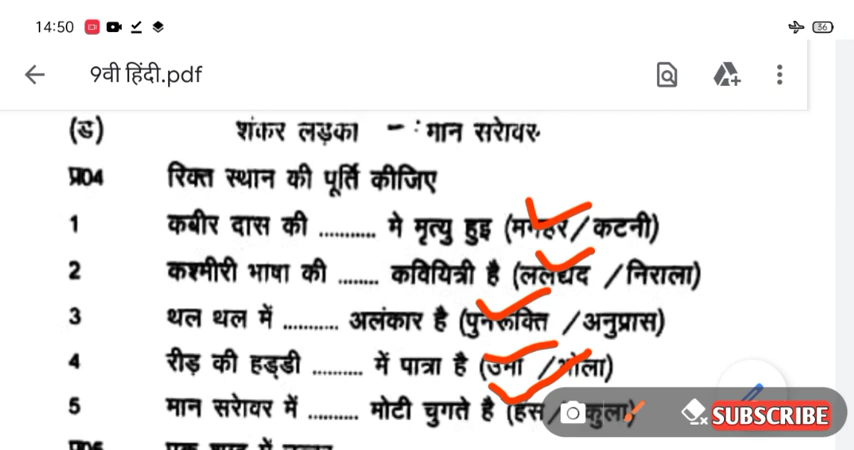 14:50 36
9वी हिंदी.pdf
(ड) शंकर लड़का - : मान सरोवर
प्र04 रिक्त स्थान की पूर्ति कीजिए
1 कबीर दास की ........... मे मृत्यु हुइ (मगहर/कटनी)
2 कश्मीरी भाषा की ........ कवियित्री है (ललद्यद /निराला)
3 थल थल में ........... अलंकार है (पुनरूक्ति /अनुप्रास)
4 रीड़ की हड्डी .......... में पात्रा है (उमा /भोला)
5 मान सरोवर में .......... मोटी चुगते है (हंस/
SUBSCRIBE